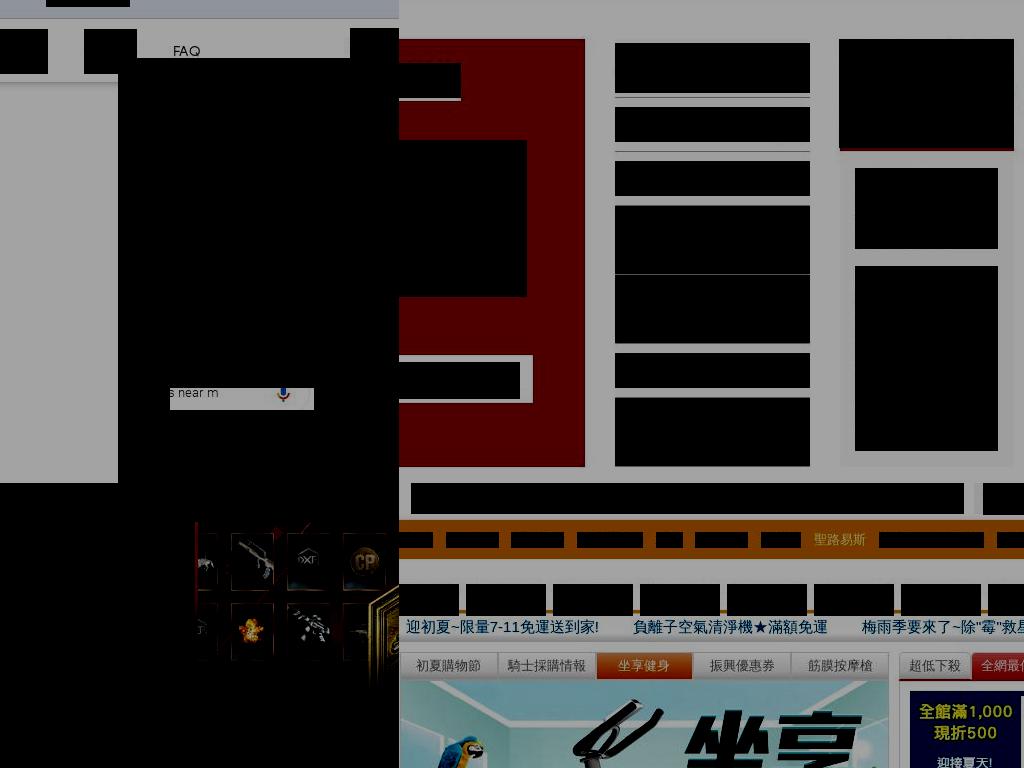 FAQ
s near m
CP
聖路易斯
迎初夏~限量7-11免運送到家!
負離子空氣清淨機★滿額免運
梅雨季要來了~除"霉"救星
初夏購物節
騎士採購情報
坐享健身
振興優惠券
筋膜按摩槍
超低下殺
全網最低
坐享
全館滿1,000
現折500
迎接夏天!